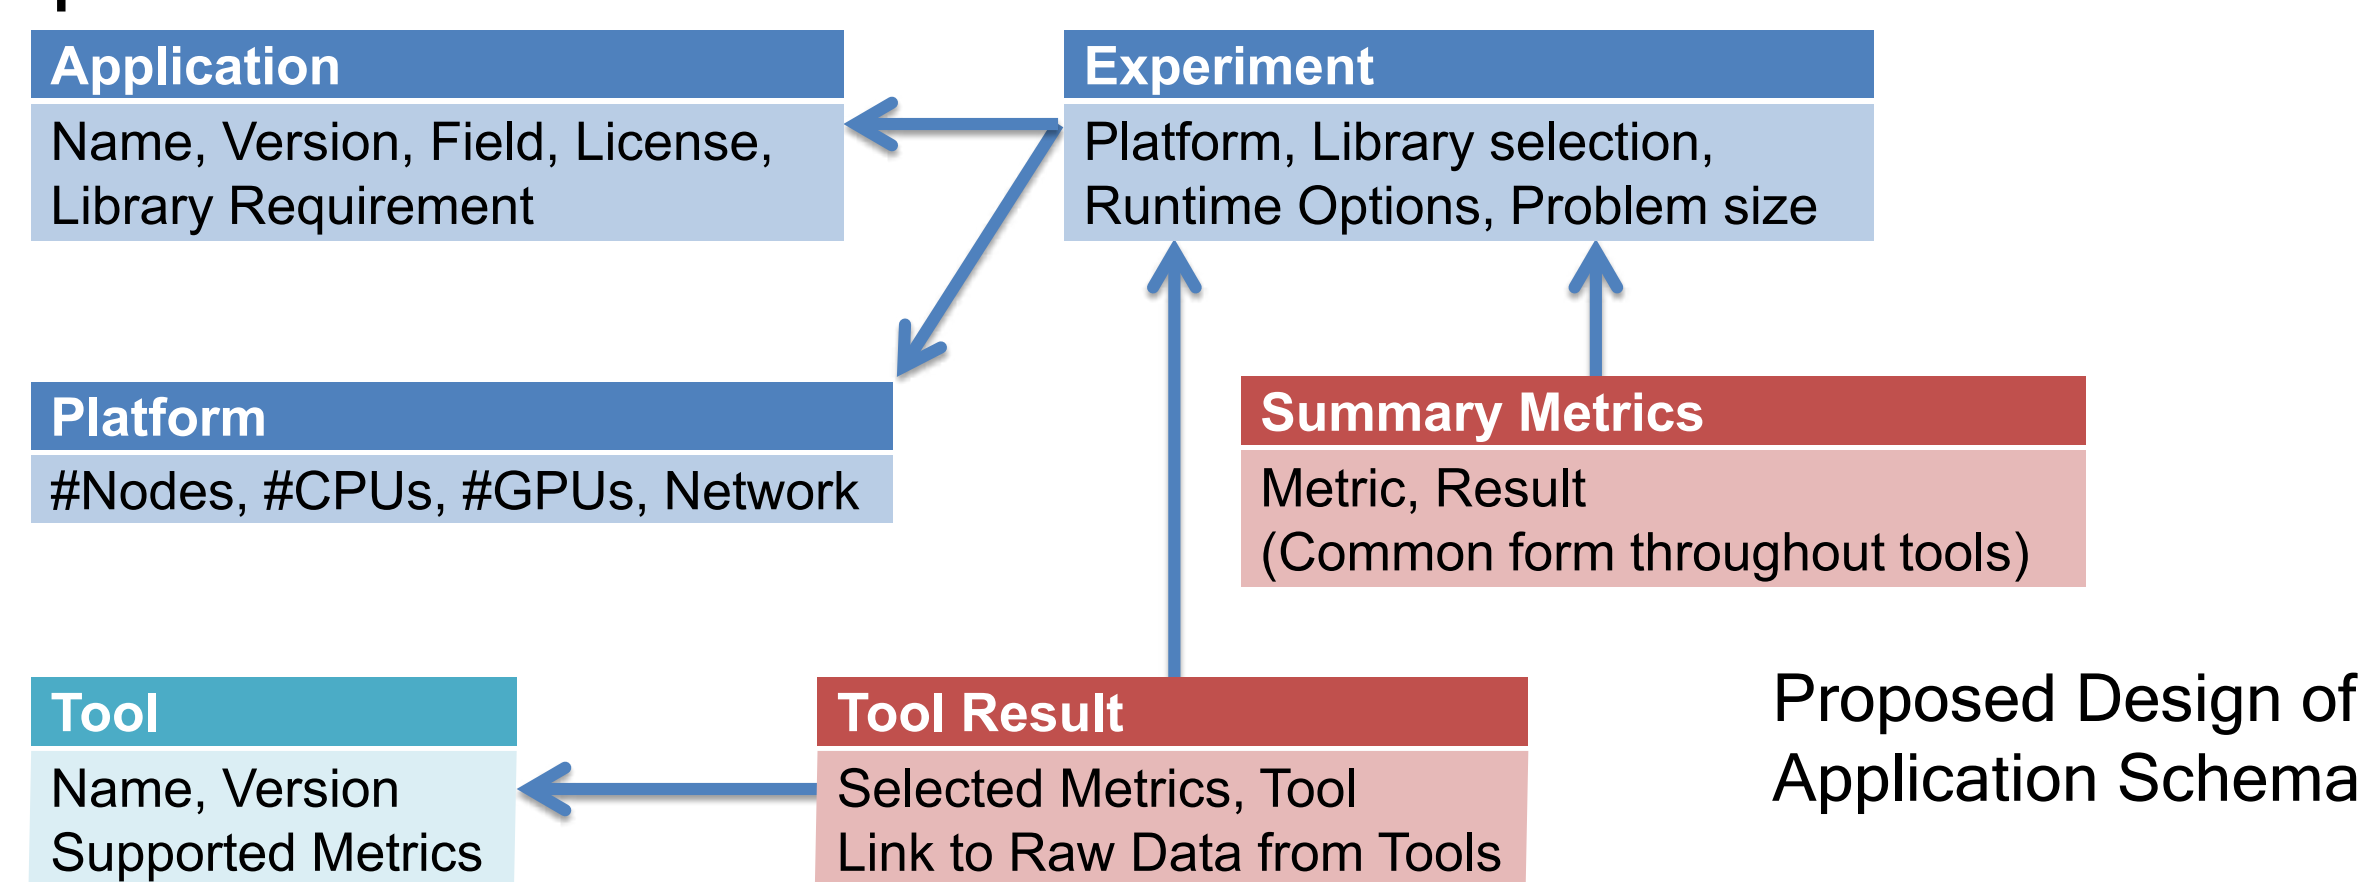 Application
Name, Version, Field, License,
Library Requirement
Experiment
Platform, Library selection,
Runtime Options, Problem size
Platform
#Nodes, #CPUs, #GPUs, Network
Summary Metrics
Metric, Result
(Common form throughout tools)
Tool
Name, Version
Supported Metrics
Tool Result
Selected Metrics, Tool
Link to Raw Data from Tools
Proposed Design of
Application Schema